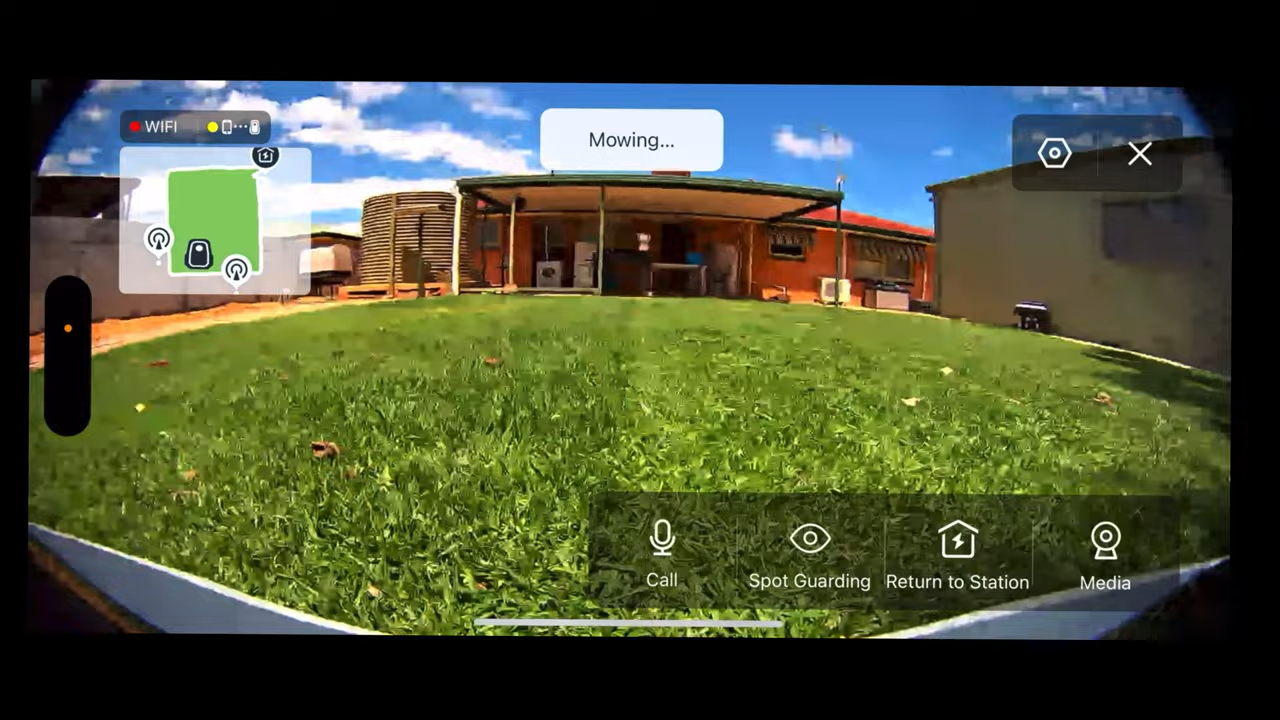 WIFI
Mowing...
Call
Spot Guarding
Return to Station
Media